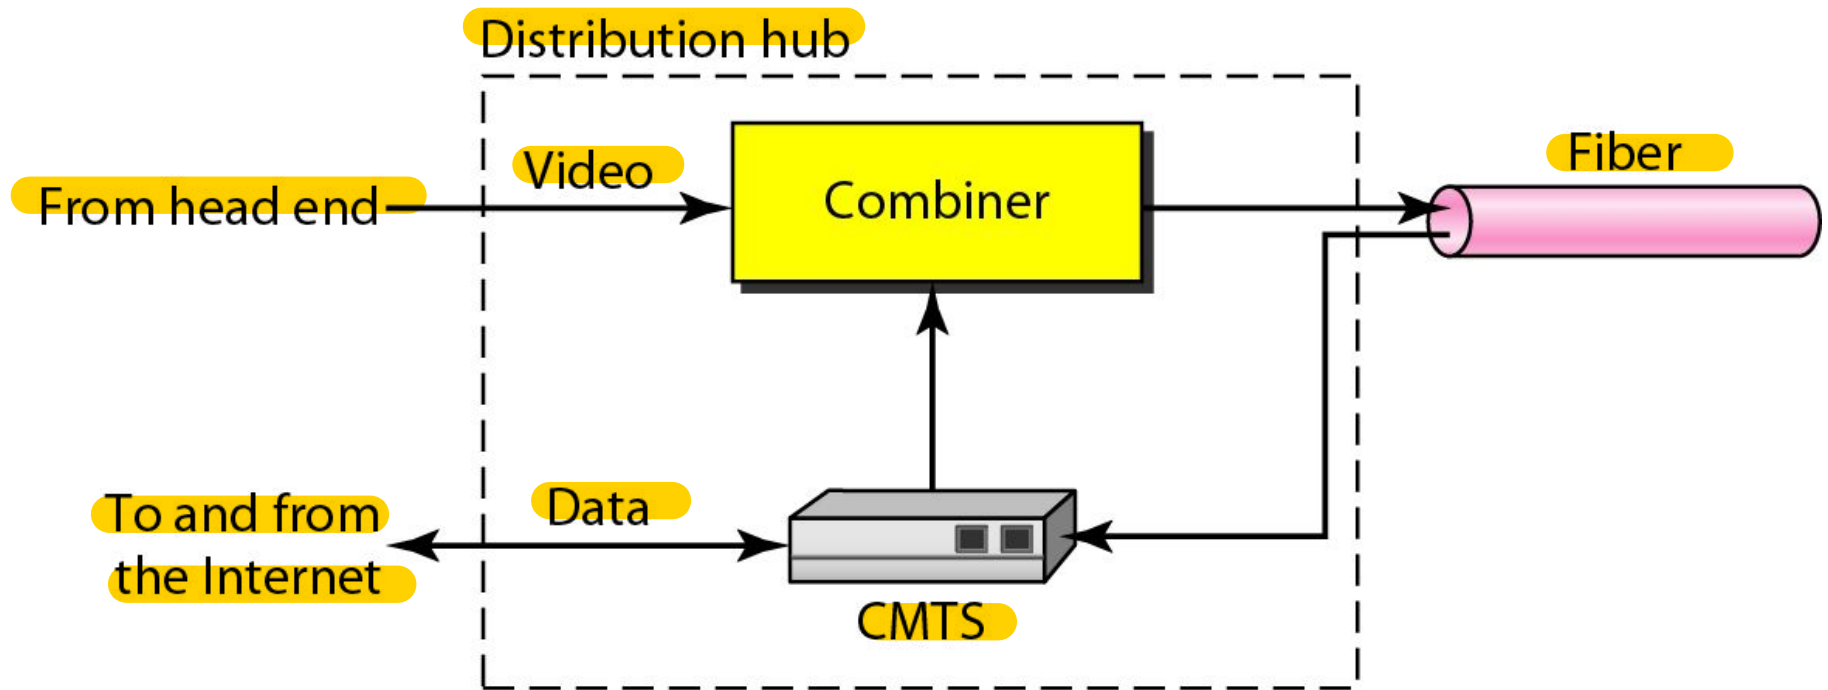 Distribution hub
Video
From head end
Combiner
Fiber
Data
To and from
the Internet
CMTS